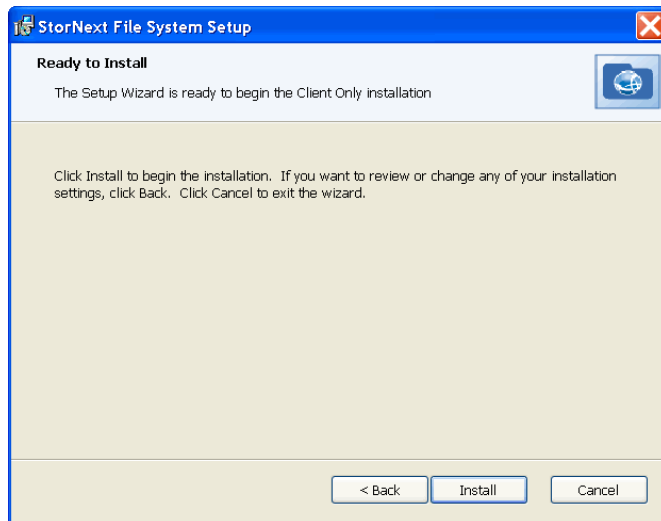 StorNext File System Setup
Ready to Install
The Setup Wizard is ready to begin the Client Only installation
Click Install to begin the installation.  If you want to review or change any of your installation
settings, click Back.  Click Cancel to exit the wizard.
< Back
Install
Cancel